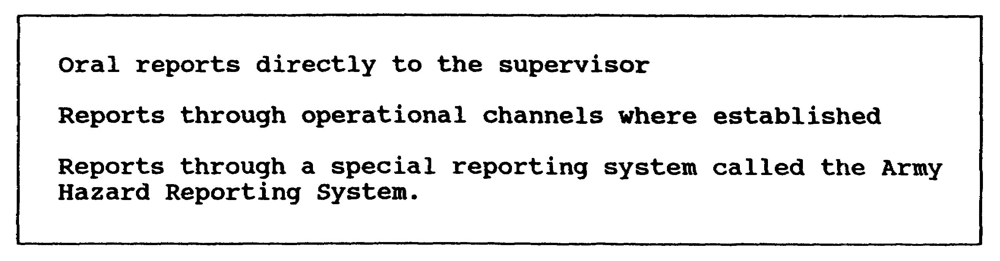 Oral reports directly to the supervisor
Reports through operational channels where established
Reports through a special reporting system called the Army
Hazard Reporting System.